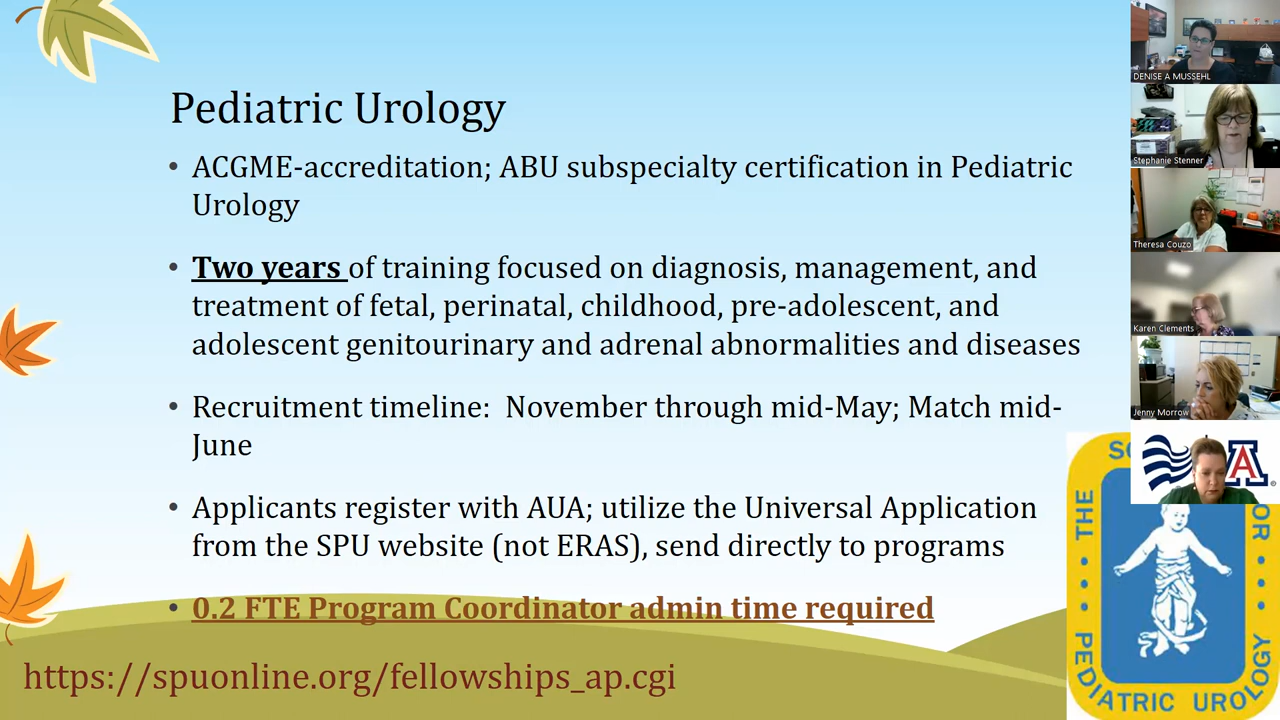 Pediatric Urology
• ACGME-accreditation; ABU subspecialty certification in Pediatric
Urology
• Two years of training focused on diagnosis, management, and
treatment of fetal, perinatal, childhood, pre-adolescent, and
adolescent genitourinary and adrenal abnormalities and diseases
• Recruitment timeline:  November through mid-May; Match mid-
June
• Applicants register with AUA; utilize the Universal Application
from the SPU website (not ERAS), send directly to programs
• 0.2 FTE Program Coordinator admin time required
https://spuonline.org/fellowships_ap.cgi
DENISE A MUSSEHL
Stephanie Stenner
Theresa Couzo
Karen Clements
Jenny Morrow
A
THE
SO
OR
PEDIATRIC UROLOGY